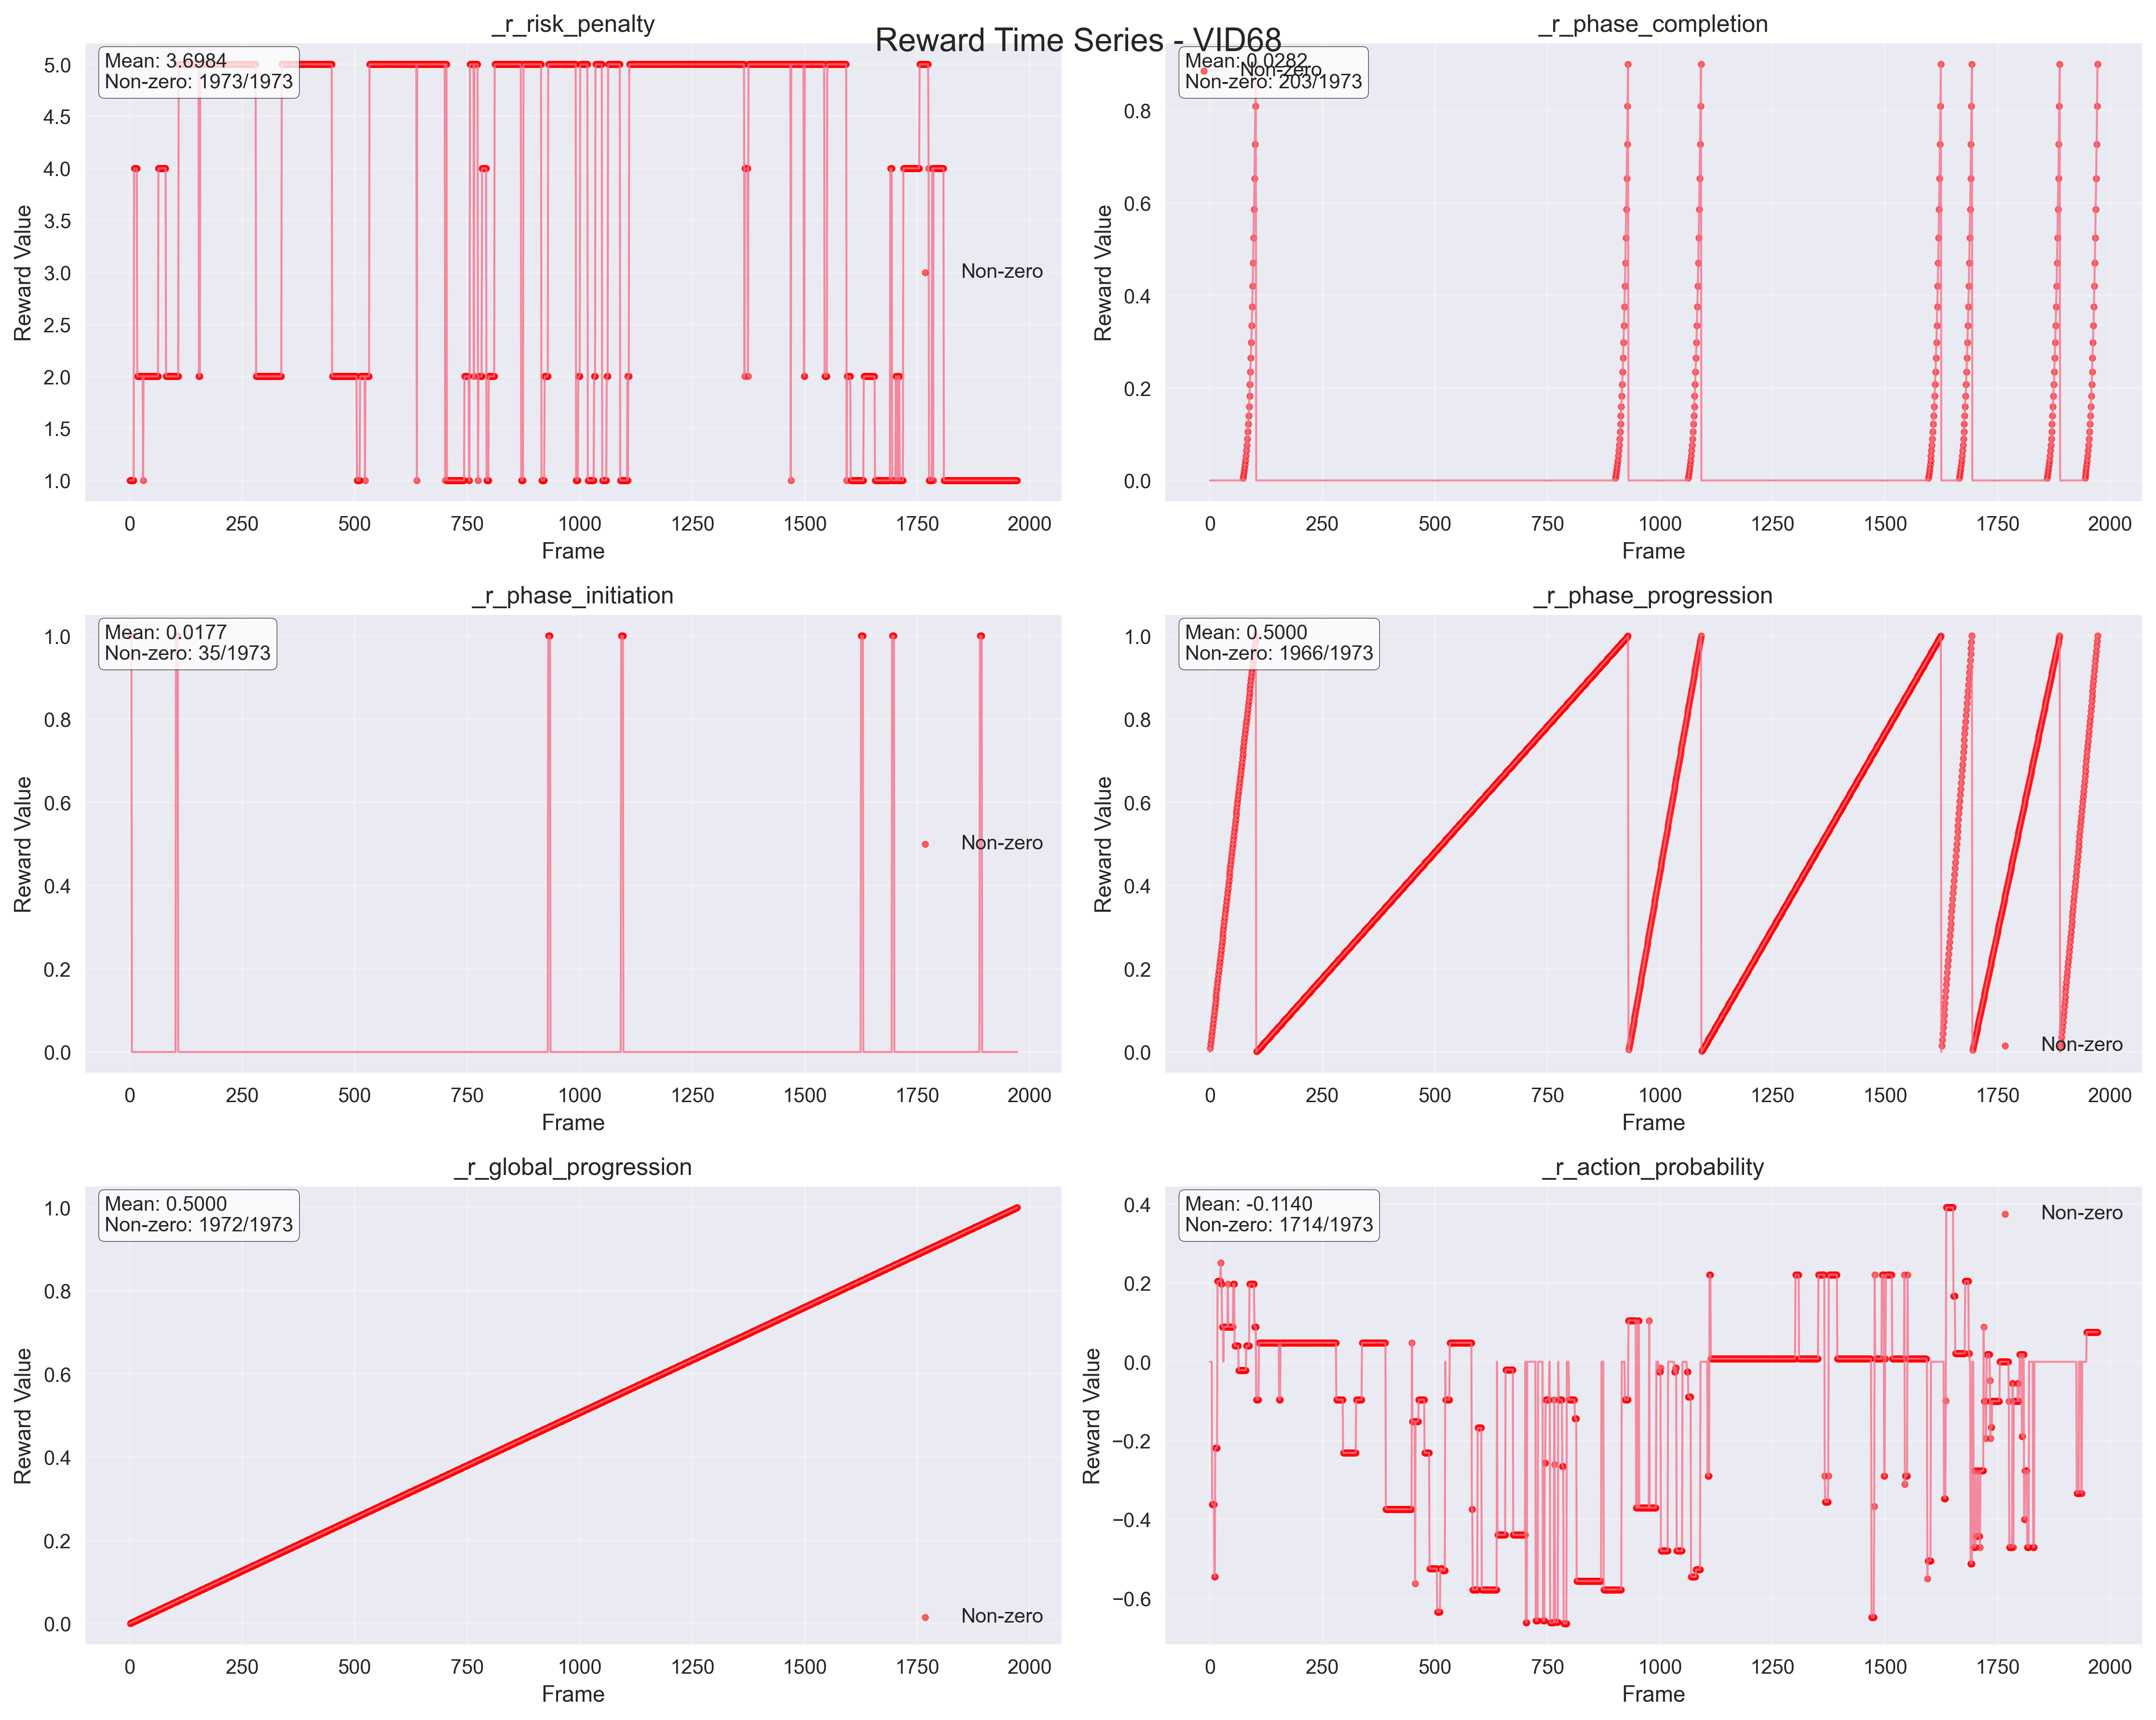 Reward Time Series - VID68
_r_risk_penalty
Mean: 3.6984
Non-zero: 1973/1973
Non-zero
Reward Value
5.0
4.5
4.0
3.5
3.0
2.5
2.0
1.5
1.0
0 250 500 750 1000 1250 1500 1750 2000
Frame
_r_phase_completion
Mean: 0.0282
Non-zero: 203/1973
Non-zero
Reward Value
0.8
0.6
0.4
0.2
0.0
0 250 500 750 1000 1250 1500 1750 2000
Frame
_r_phase_initiation
Mean: 0.0177
Non-zero: 35/1973
Non-zero
Reward Value
1.0
0.8
0.6
0.4
0.2
0.0
0 250 500 750 1000 1250 1500 1750 2000
Frame
_r_phase_progression
Mean: 0.5000
Non-zero: 1966/1973
Non-zero
Reward Value
1.0
0.8
0.6
0.4
0.2
0.0
0 250 500 750 1000 1250 1500 1750 2000
Frame
_r_global_progression
Mean: 0.5000
Non-zero: 1972/1973
Non-zero
Reward Value
1.0
0.8
0.6
0.4
0.2
0.0
0 250 500 750 1000 1250 1500 1750 2000
Frame
_r_action_probability
Mean: -0.1140
Non-zero: 1714/1973
Non-zero
Reward Value
0.4
0.2
0.0
−0.2
−0.4
−0.6
0 250 500 750 1000 1250 1500 1750 2000
Frame